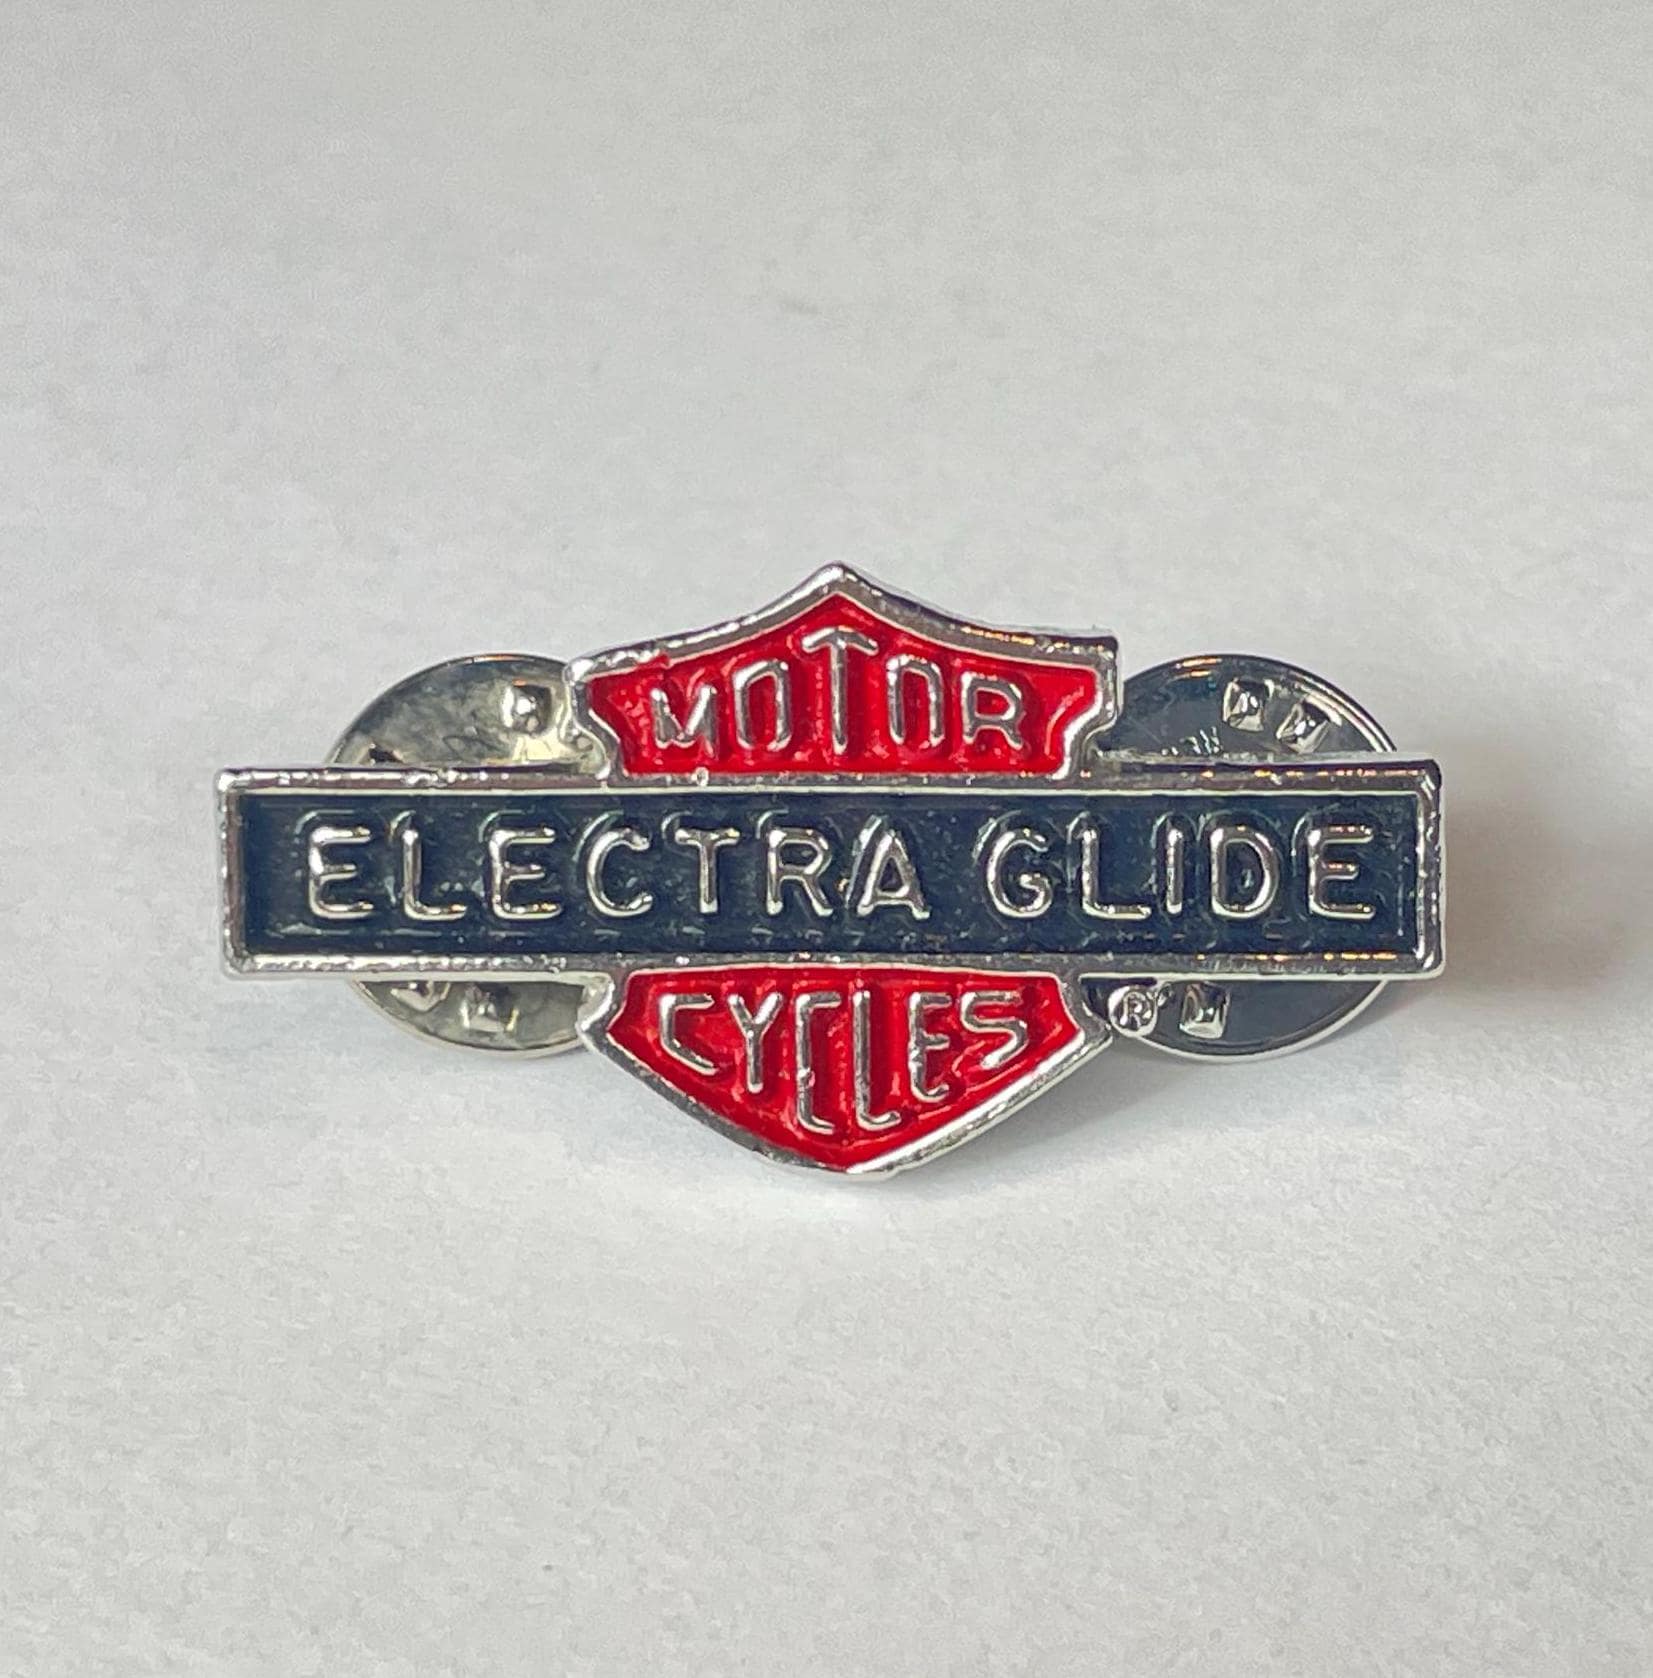 MOTOR
ELECTRA GLIDE
CYCLES
®